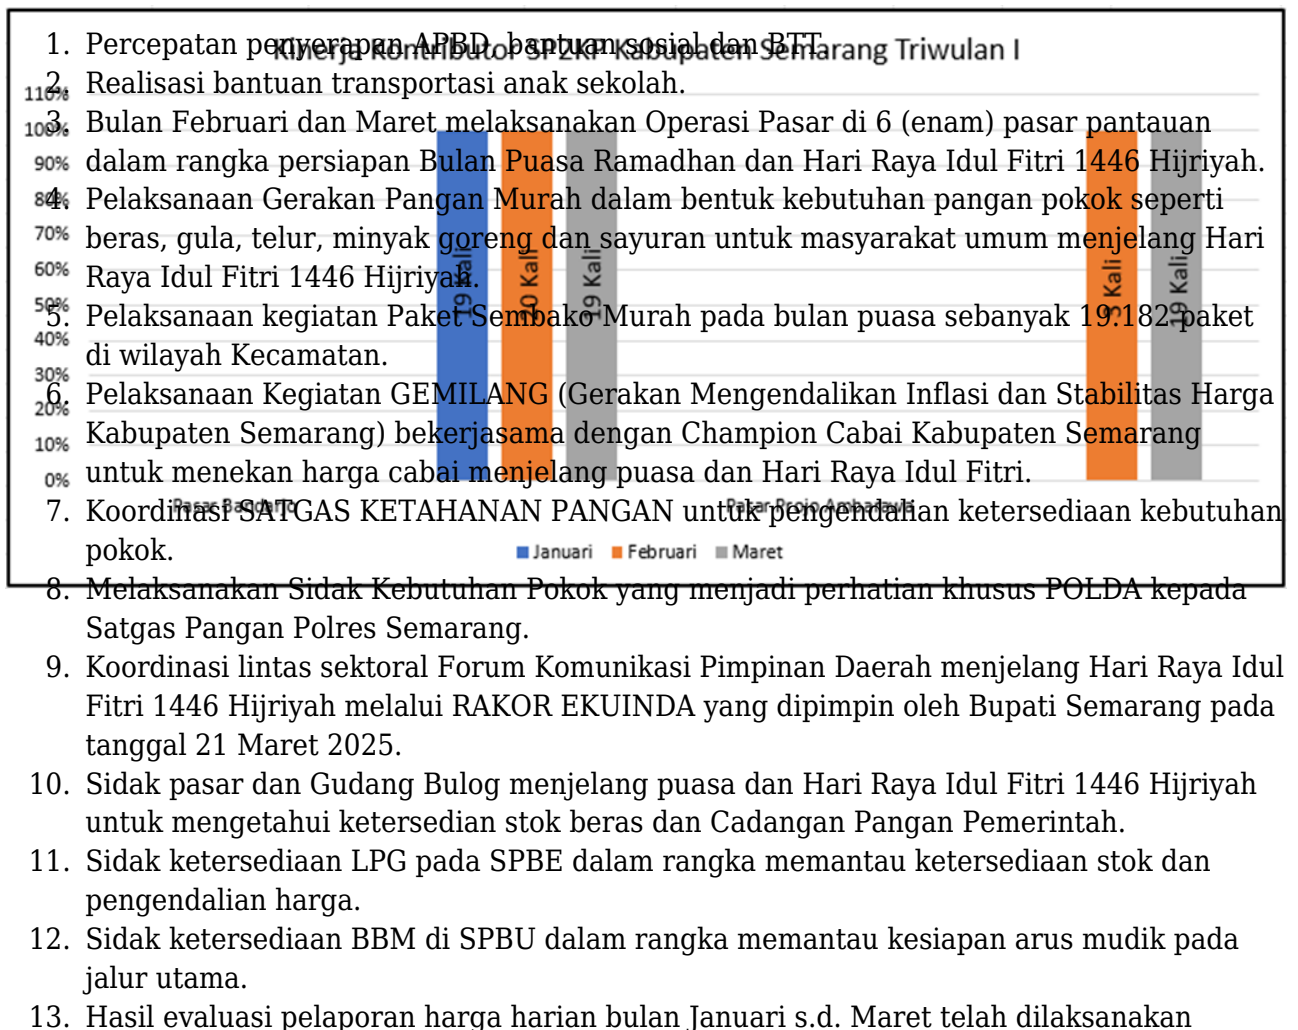 Kinerja Kontributor SP2KP Kabupaten Semarang Triwulan I
110%
100%
90%
80%
70%
60%
50%
40%
30%
20%
10%
0%
19 Kali
20 Kali
19 Kali
5 Kali
19 Kali
Pasar Bandarjo
Pasar Projo Ambarawa
Januari Februari Maret
1. Percepatan penyerapan APBD, bantuan sosial dan BTT.
2. Realisasi bantuan transportasi anak sekolah.
3. Bulan Februari dan Maret melaksanakan Operasi Pasar di 6 (enam) pasar pantauan
dalam rangka persiapan Bulan Puasa Ramadhan dan Hari Raya Idul Fitri 1446 Hijriyah.
4. Pelaksanaan Gerakan Pangan Murah dalam bentuk kebutuhan pangan pokok seperti
beras, gula, telur, minyak goreng dan sayuran untuk masyarakat umum menjelang Hari
Raya Idul Fitri 1446 Hijriyah.
5. Pelaksanaan kegiatan Paket Sembako Murah pada bulan puasa sebanyak 19.182 paket
di wilayah Kecamatan.
6. Pelaksanaan Kegiatan GEMILANG (Gerakan Mengendalikan Inflasi dan Stabilitas Harga
Kabupaten Semarang) bekerjasama dengan Champion Cabai Kabupaten Semarang
untuk menekan harga cabai menjelang puasa dan Hari Raya Idul Fitri.
7. Koordinasi SATGAS KETAHANAN PANGAN untuk pengendalian ketersediaan kebutuhan
pokok.
8. Melaksanakan Sidak Kebutuhan Pokok yang menjadi perhatian khusus POLDA kepada
Satgas Pangan Polres Semarang.
9. Koordinasi lintas sektoral Forum Komunikasi Pimpinan Daerah menjelang Hari Raya Idul
Fitri 1446 Hijriyah melalui RAKOR EKUINDA yang dipimpin oleh Bupati Semarang pada
tanggal 21 Maret 2025.
10. Sidak pasar dan Gudang Bulog menjelang puasa dan Hari Raya Idul Fitri 1446 Hijriyah
untuk mengetahui ketersedian stok beras dan Cadangan Pangan Pemerintah.
11. Sidak ketersediaan LPG pada SPBE dalam rangka memantau ketersediaan stok dan
pengendalian harga.
12. Sidak ketersediaan BBM di SPBU dalam rangka memantau kesiapan arus mudik pada
jalur utama.
13. Hasil evaluasi pelaporan harga harian bulan Januari s.d. Maret telah dilaksanakan